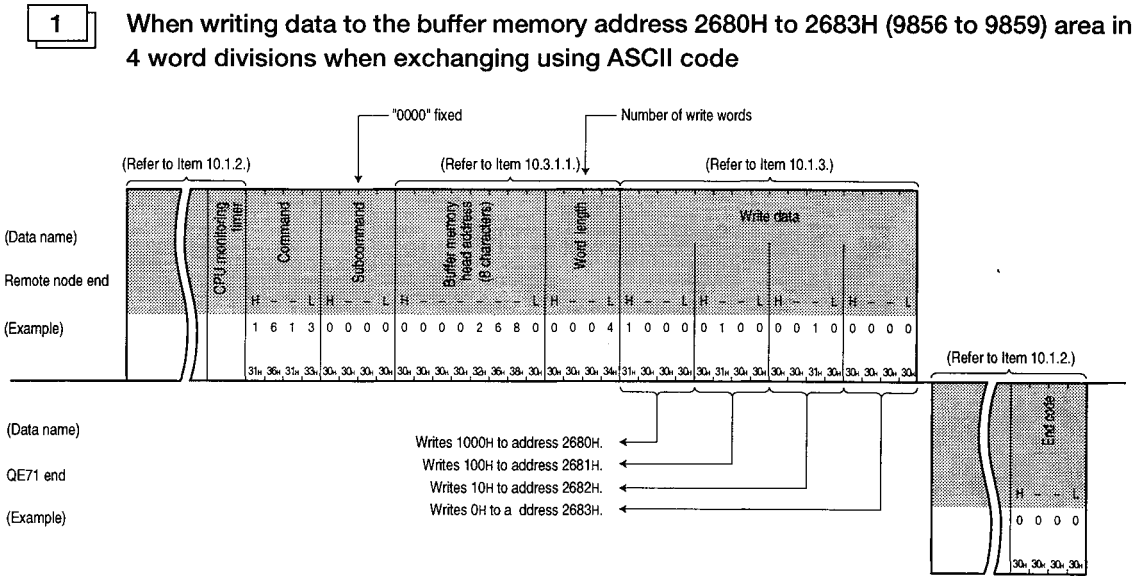 1
When writing data to the buffer memory address 2680H to 2683H (9856 to 9859) area in
4 word divisions when exchanging using ASCII code
"0000" fixed
Number of write words
(Refer to Item 10.1.2.)
(Refer to Item 10.3.1.1.)
(Refer to Item 10.1.3.)
(Data name)
Remote node end
(Example)
CPU monitoring
timer
Command
Subcommand
Buffer memory
head address
(8 characters)
Word length
Write data
H - - L H - - L H - - - - - - L H - - L H - - L H - - L H - - L H - - L
1 6 1 3 0 0 0 0 0 0 0 0 2 6 8 0 0 0 0 4 1 0 0 0 0 1 0 0 0 0 1 0 0 0 0 0
31H 36H 31H 33H 30H 30H 30H 30H 30H 30H 30H 30H 32H 36H 38H 30H 30H 30H 30H 34H 31H 30H 30H 30H 30H 31H 30H 30H 30H 30H 31H 30H 30H 30H 30H 30H
(Refer to Item 10.1.2.)
(Data name)
QE71 end
(Example)
Writes 1000H to address 2680H.
Writes 100H to address 2681H.
Writes 10H to address 2682H.
Writes 0H to a ddress 2683H.
End code
H - - L
0 0 0 0
30H 30H 30H 30H